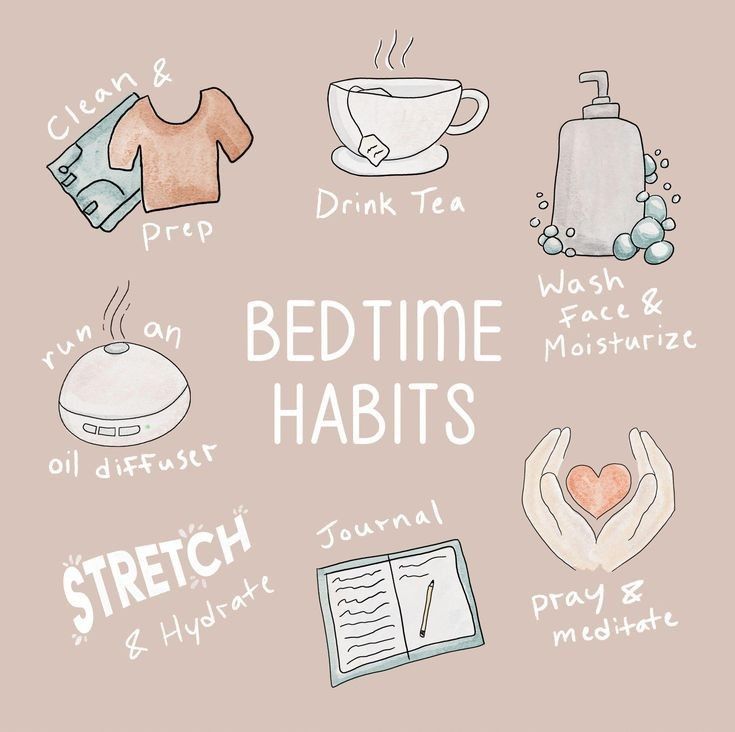 Clean &
Prep
Drink Tea
Wash
Face &
Moisturize
run an
oil diffuser
BEDTIME
HABITS
STRETCH
& Hydrate
Journal
pray &
meditate